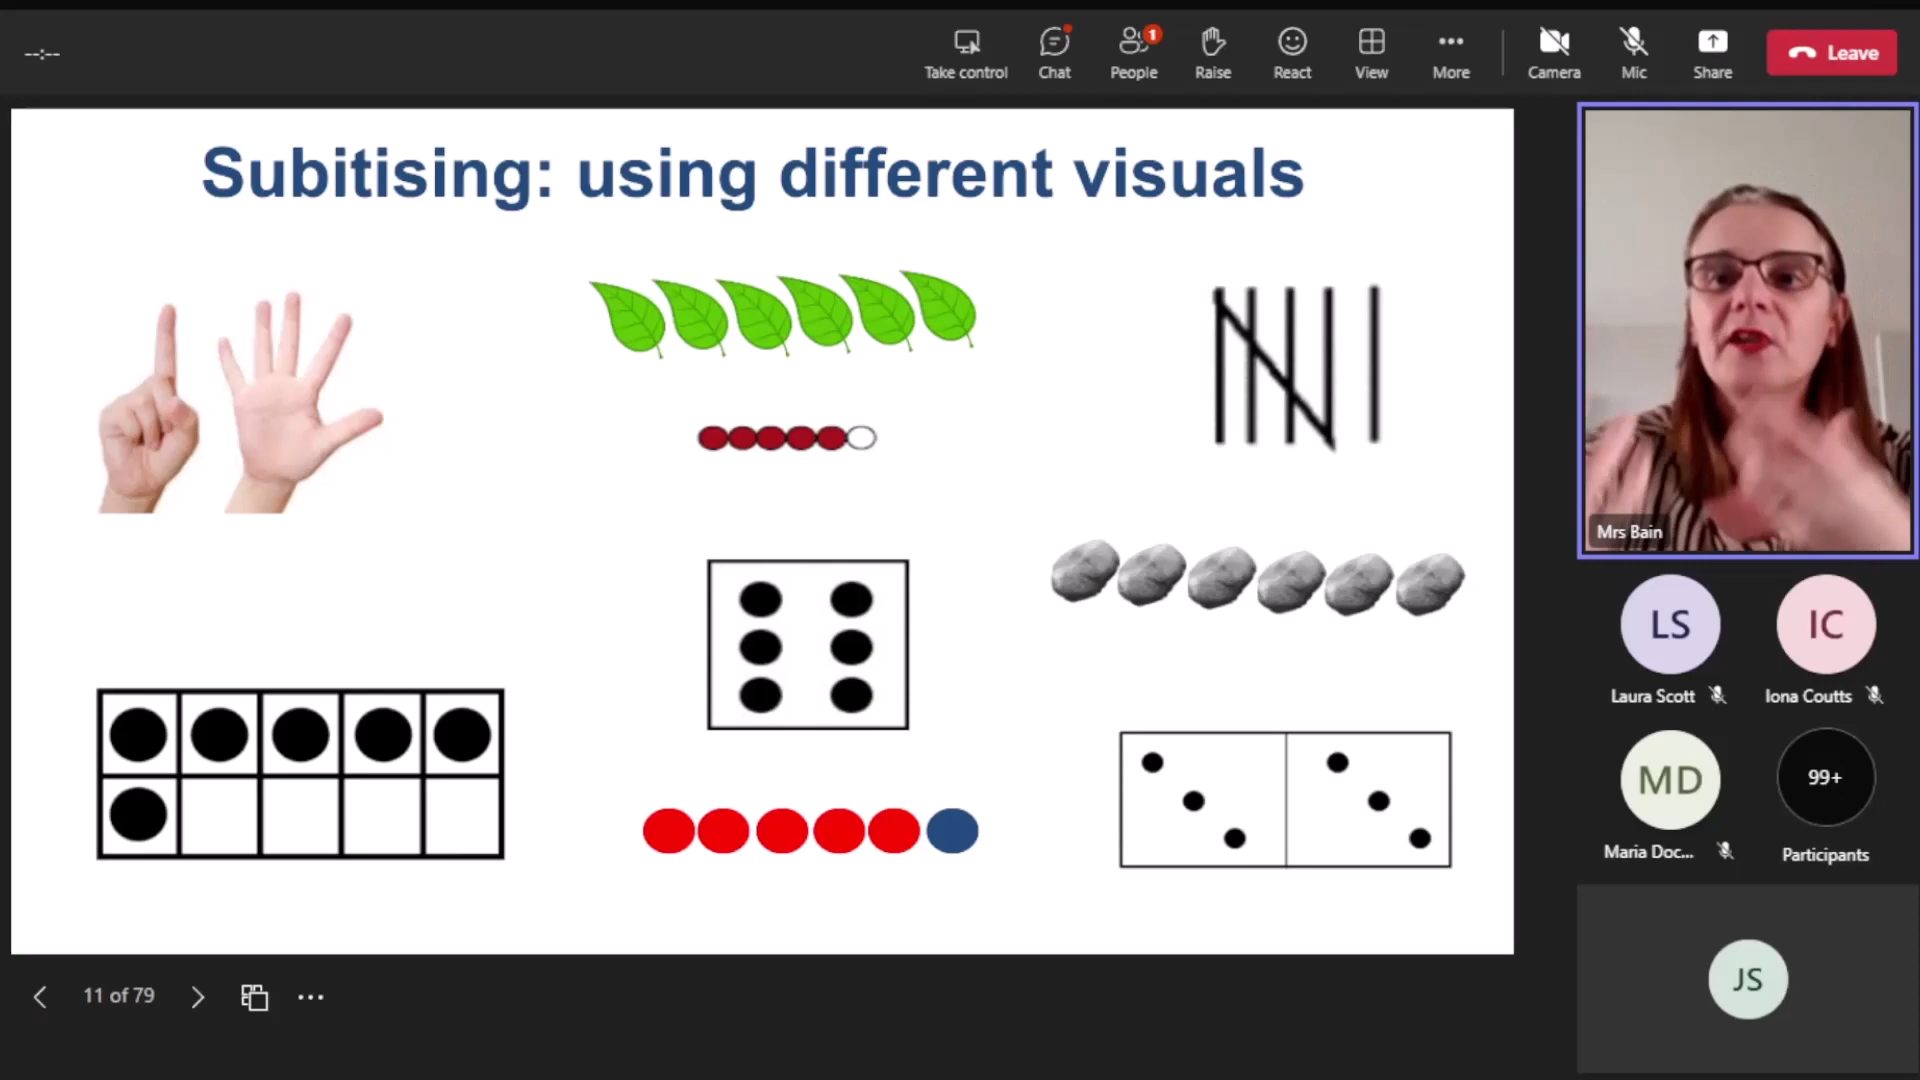 --:--
Take control
Chat
1
People
Raise
React
View
More
Camera
Mic
Share
Leave
Subitising: using different visuals
Mrs Bain
LS
IC
Laura Scott
Iona Coutts
MD
99+
Maria Doc...
Participants
JS
11 of 79